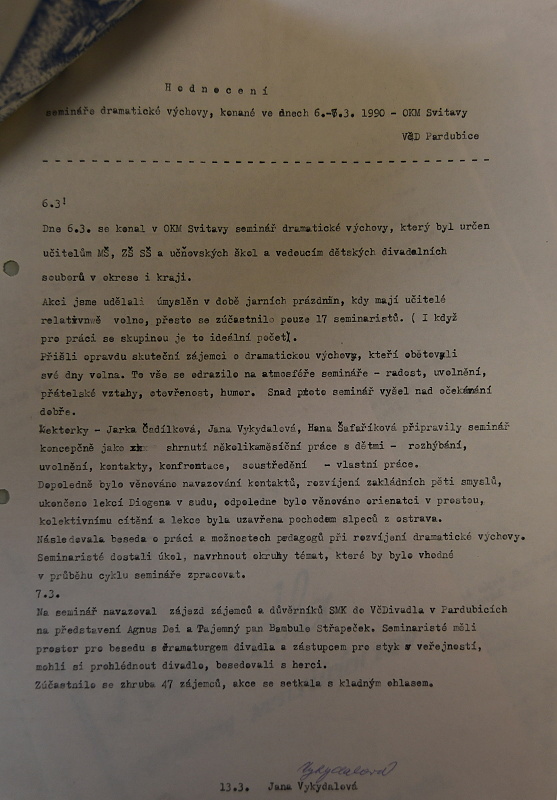 H o d n o c e n í
semináře dramatické výchovy, konané ve dnech 6.-7.3. 1990 - OKM Svitavy
VčD Pardubice
6.3!
Dne 6.3. se konal v OKM Svitavy seminář dramatické výchovy, který byl určen
učitelům MŠ, ZŠ SŠ a učňovských škol a vedoucím dětských divadelních
souborů v okrese i kraji.
Akci jsme udělali úmyslěn v době jarních prázdnin, kdy mají učitelé
relativnwě volno, přesto se zúčastnilo pouze 17 seminaristů. ( I když
pro práci se skupinou je to ideální počet).
Přišli opravdu skuteční zájemci o dramatickou výchovy, kteří obětovali
své dny volna. To vše se odrazilo na atmosféře semináře - radost, uvolnění,
přátelské vztahy, otevřenost, humor. Snad proto seminář vyšel nad očekávání
dobře.
Lektorky - Jarka Čedílková, Jana Vykydalová, Hana Šafaříková připravily seminář
koncepčně jako shrnutí několikaměsíční práce s dětmi - rozhýbání,
uvolnění, kontakty, konfrontace, soustředění - vlastní práce.
Dopoledně bylo věnováno navazování kontaktů, rozvíjení základních pěti smyslů,
ukončeno lekcí Diogena v sudu, odpoledne bylo věnováno orienatci v prostou,
kolektivnímu cítění a lekce byla uzavřena pochodem slpeců z ostrava.
Následovala beseda o práci a možnostech pedagogů při rozvíjení dramatické výchovy.
Seminaristé dostali úkol, navrhnout okruhy témat, které by bylo vhodné
v průběhu cyklu semináře zpracovat.
7.3.
Na seminář navazoval zájezd zájemců a důvěrníků SMK do VčDivadla v Pardubicích
na představení Agnus Dei a Tajemný pan Bambule Střapeček. Seminaristé měli
prostor pro besedu s dramaturgem divadla a zástupcem pro styk s veřejností,
mohli si prohlédnout divadlo, besedovali s herci.
Zúčastnilo se zhruba 47 zájemců, akce se setkala s kladným ohlasem.
Vykydalová
13.3. Jana Vykydalová